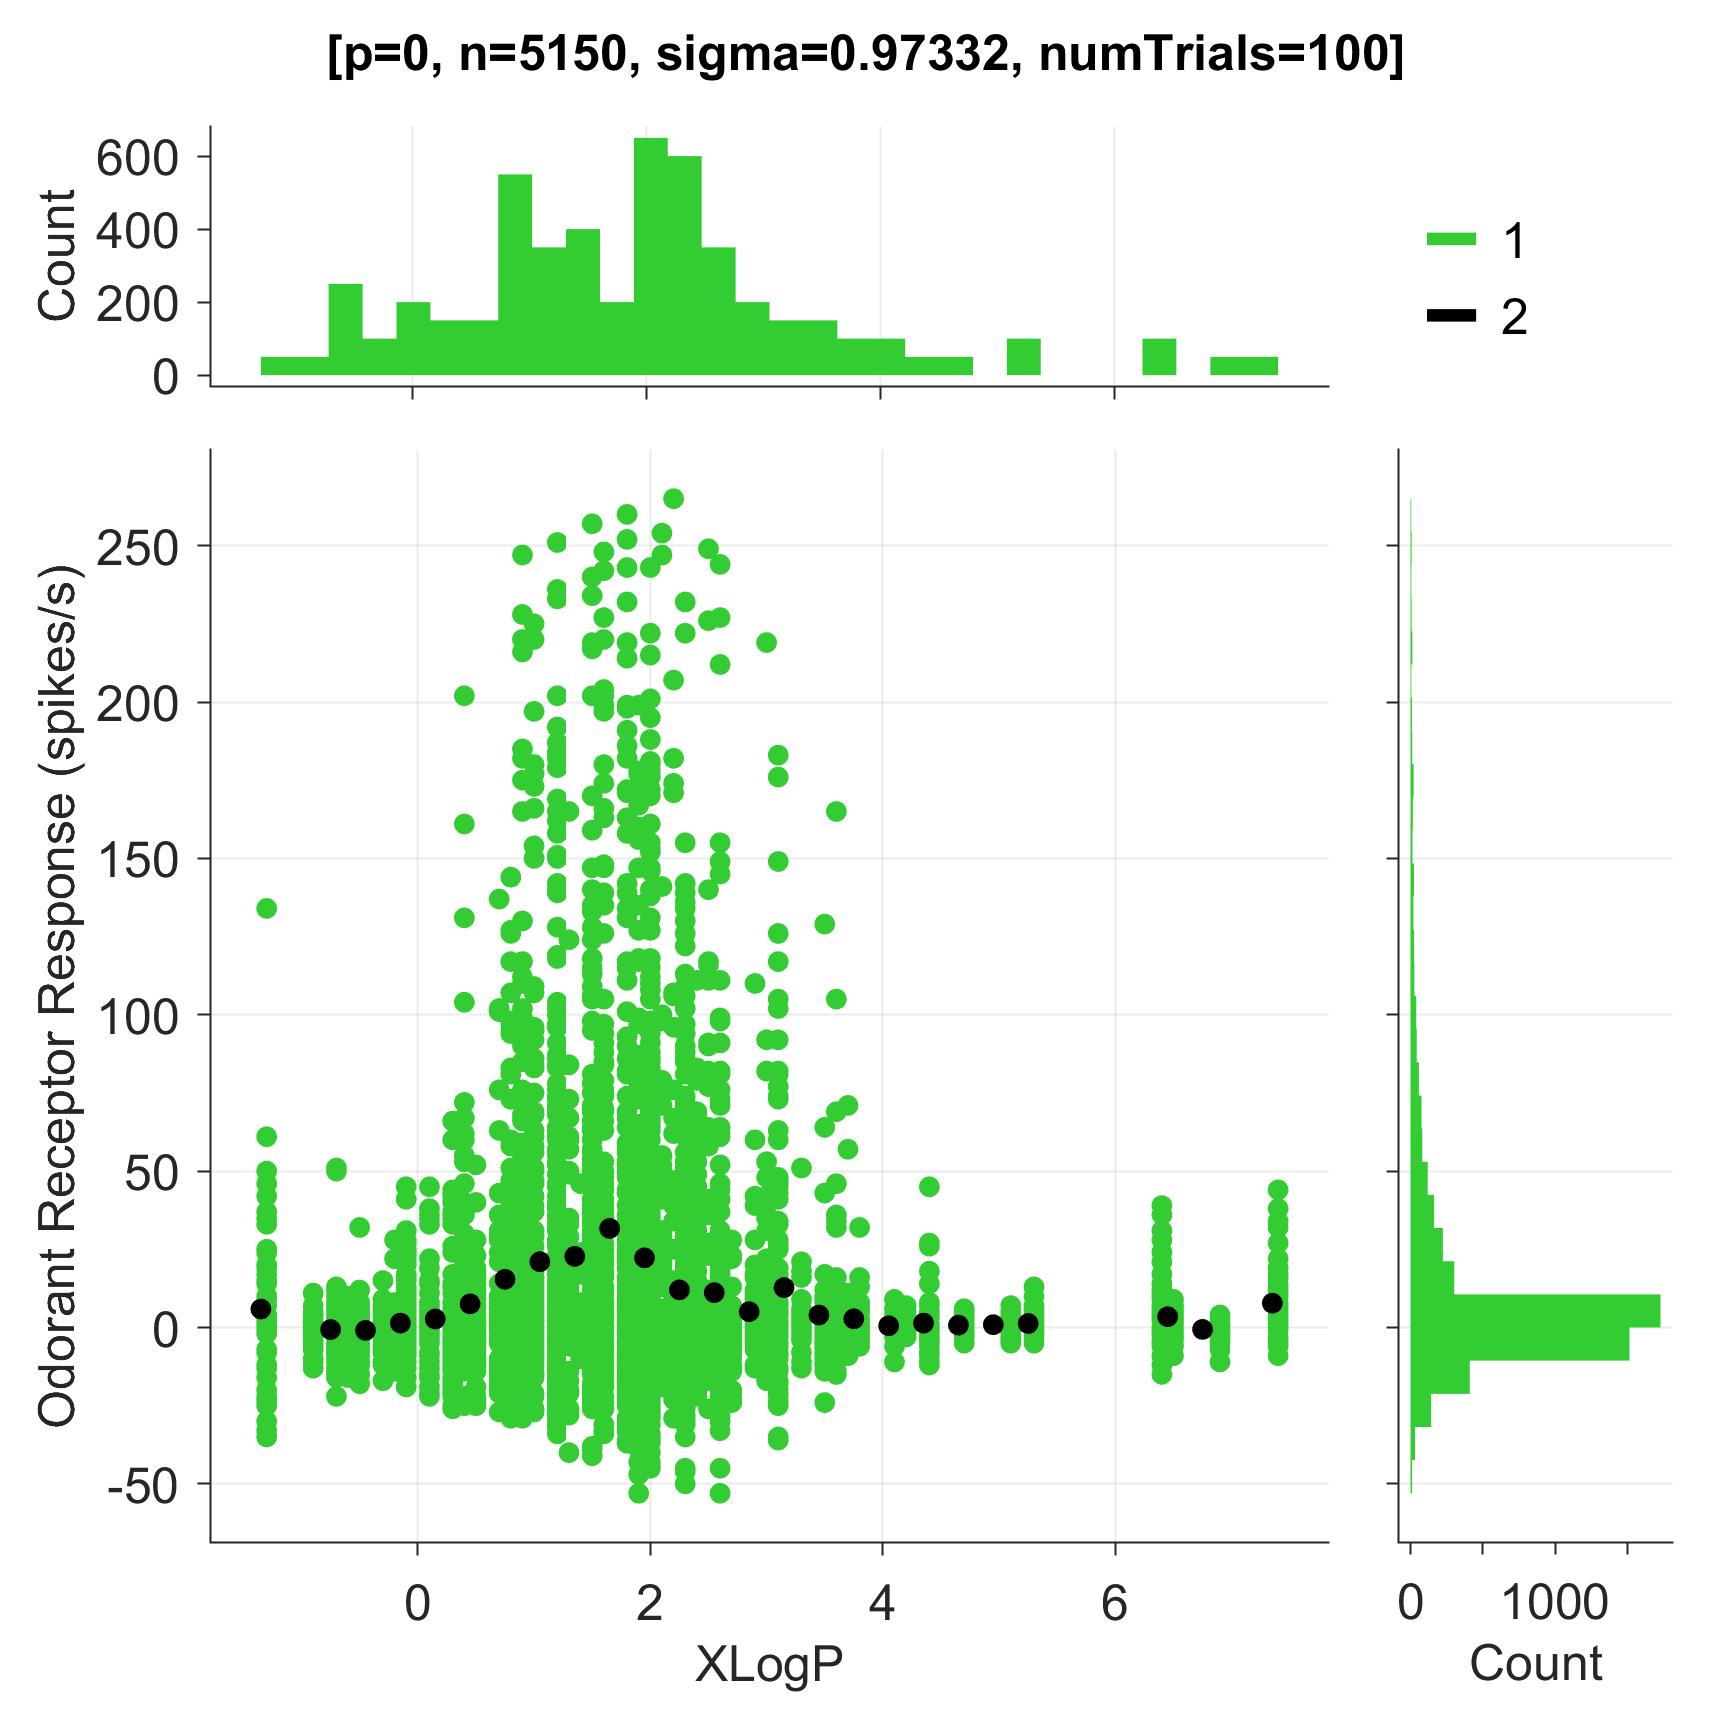 [p=0, n=5150, sigma=0.97332, numTrials=100]
Count
600
400
200
0
1
2
Odorant Receptor Response (spikes/s)
250
200
150
100
50
0
-50
0 2 4 6
XLogP
0 1000
Count